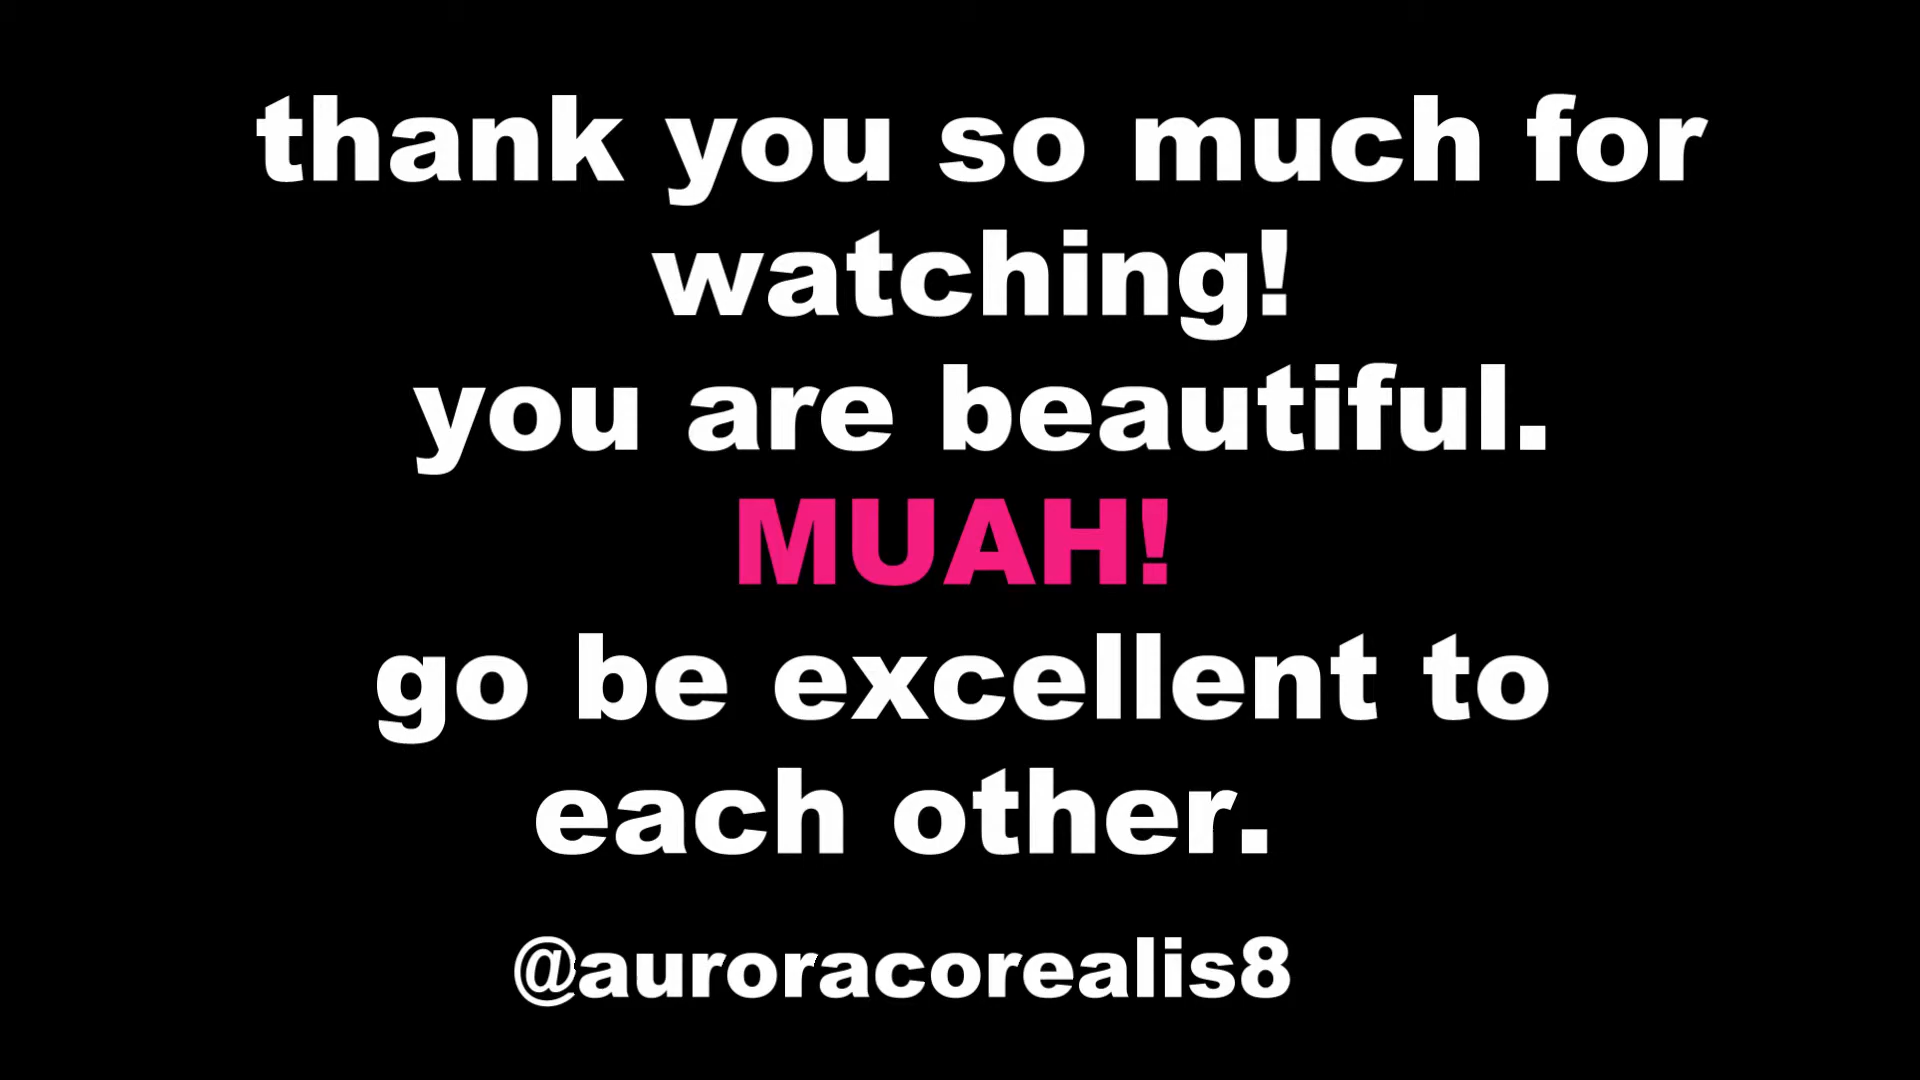 thank you so much for
watching!
you are beautiful.
MUAH!
go be excellent to
each other.
@auroracorealis8